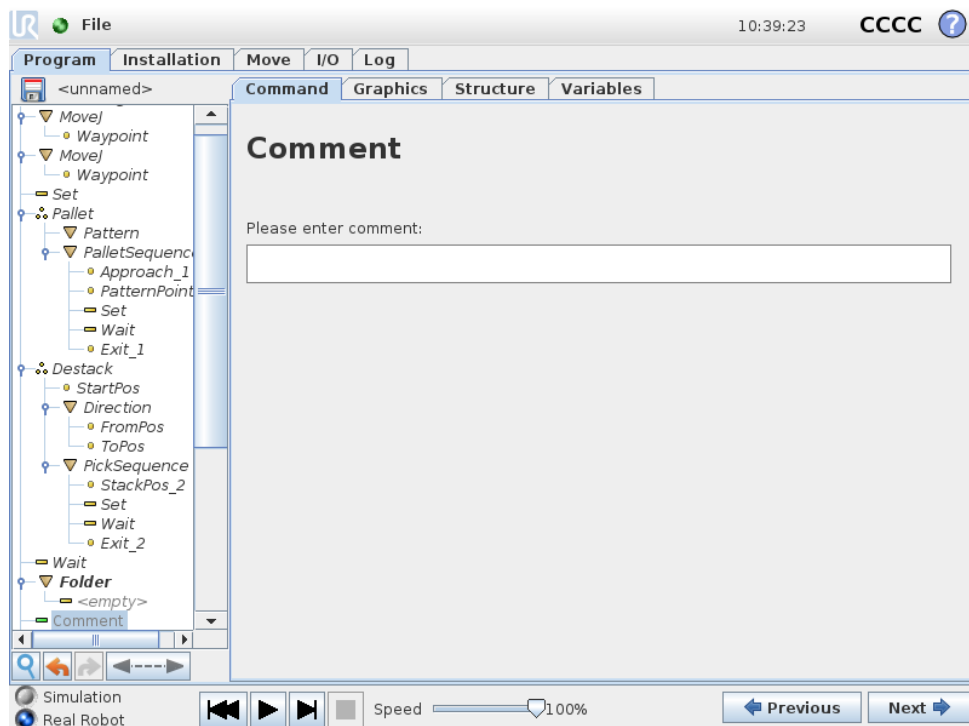 UR File 10:39:23 CCCC ?
Program Installation Move I/O Log
<unnamed> Command Graphics Structure Variables
MoveJ
Waypoint
MoveJ
Waypoint
Set
Pallet
Pattern
PalletSequenc
Approach_1
PatternPoint
Set
Wait
Exit_1
Destack
StartPos
Direction
FromPos
ToPos
PickSequence
StackPos_2
Set
Wait
Exit_2
Wait
Folder
<empty>
Comment
Comment
Please enter comment:
Simulation
Real Robot
Speed 100%
Previous Next